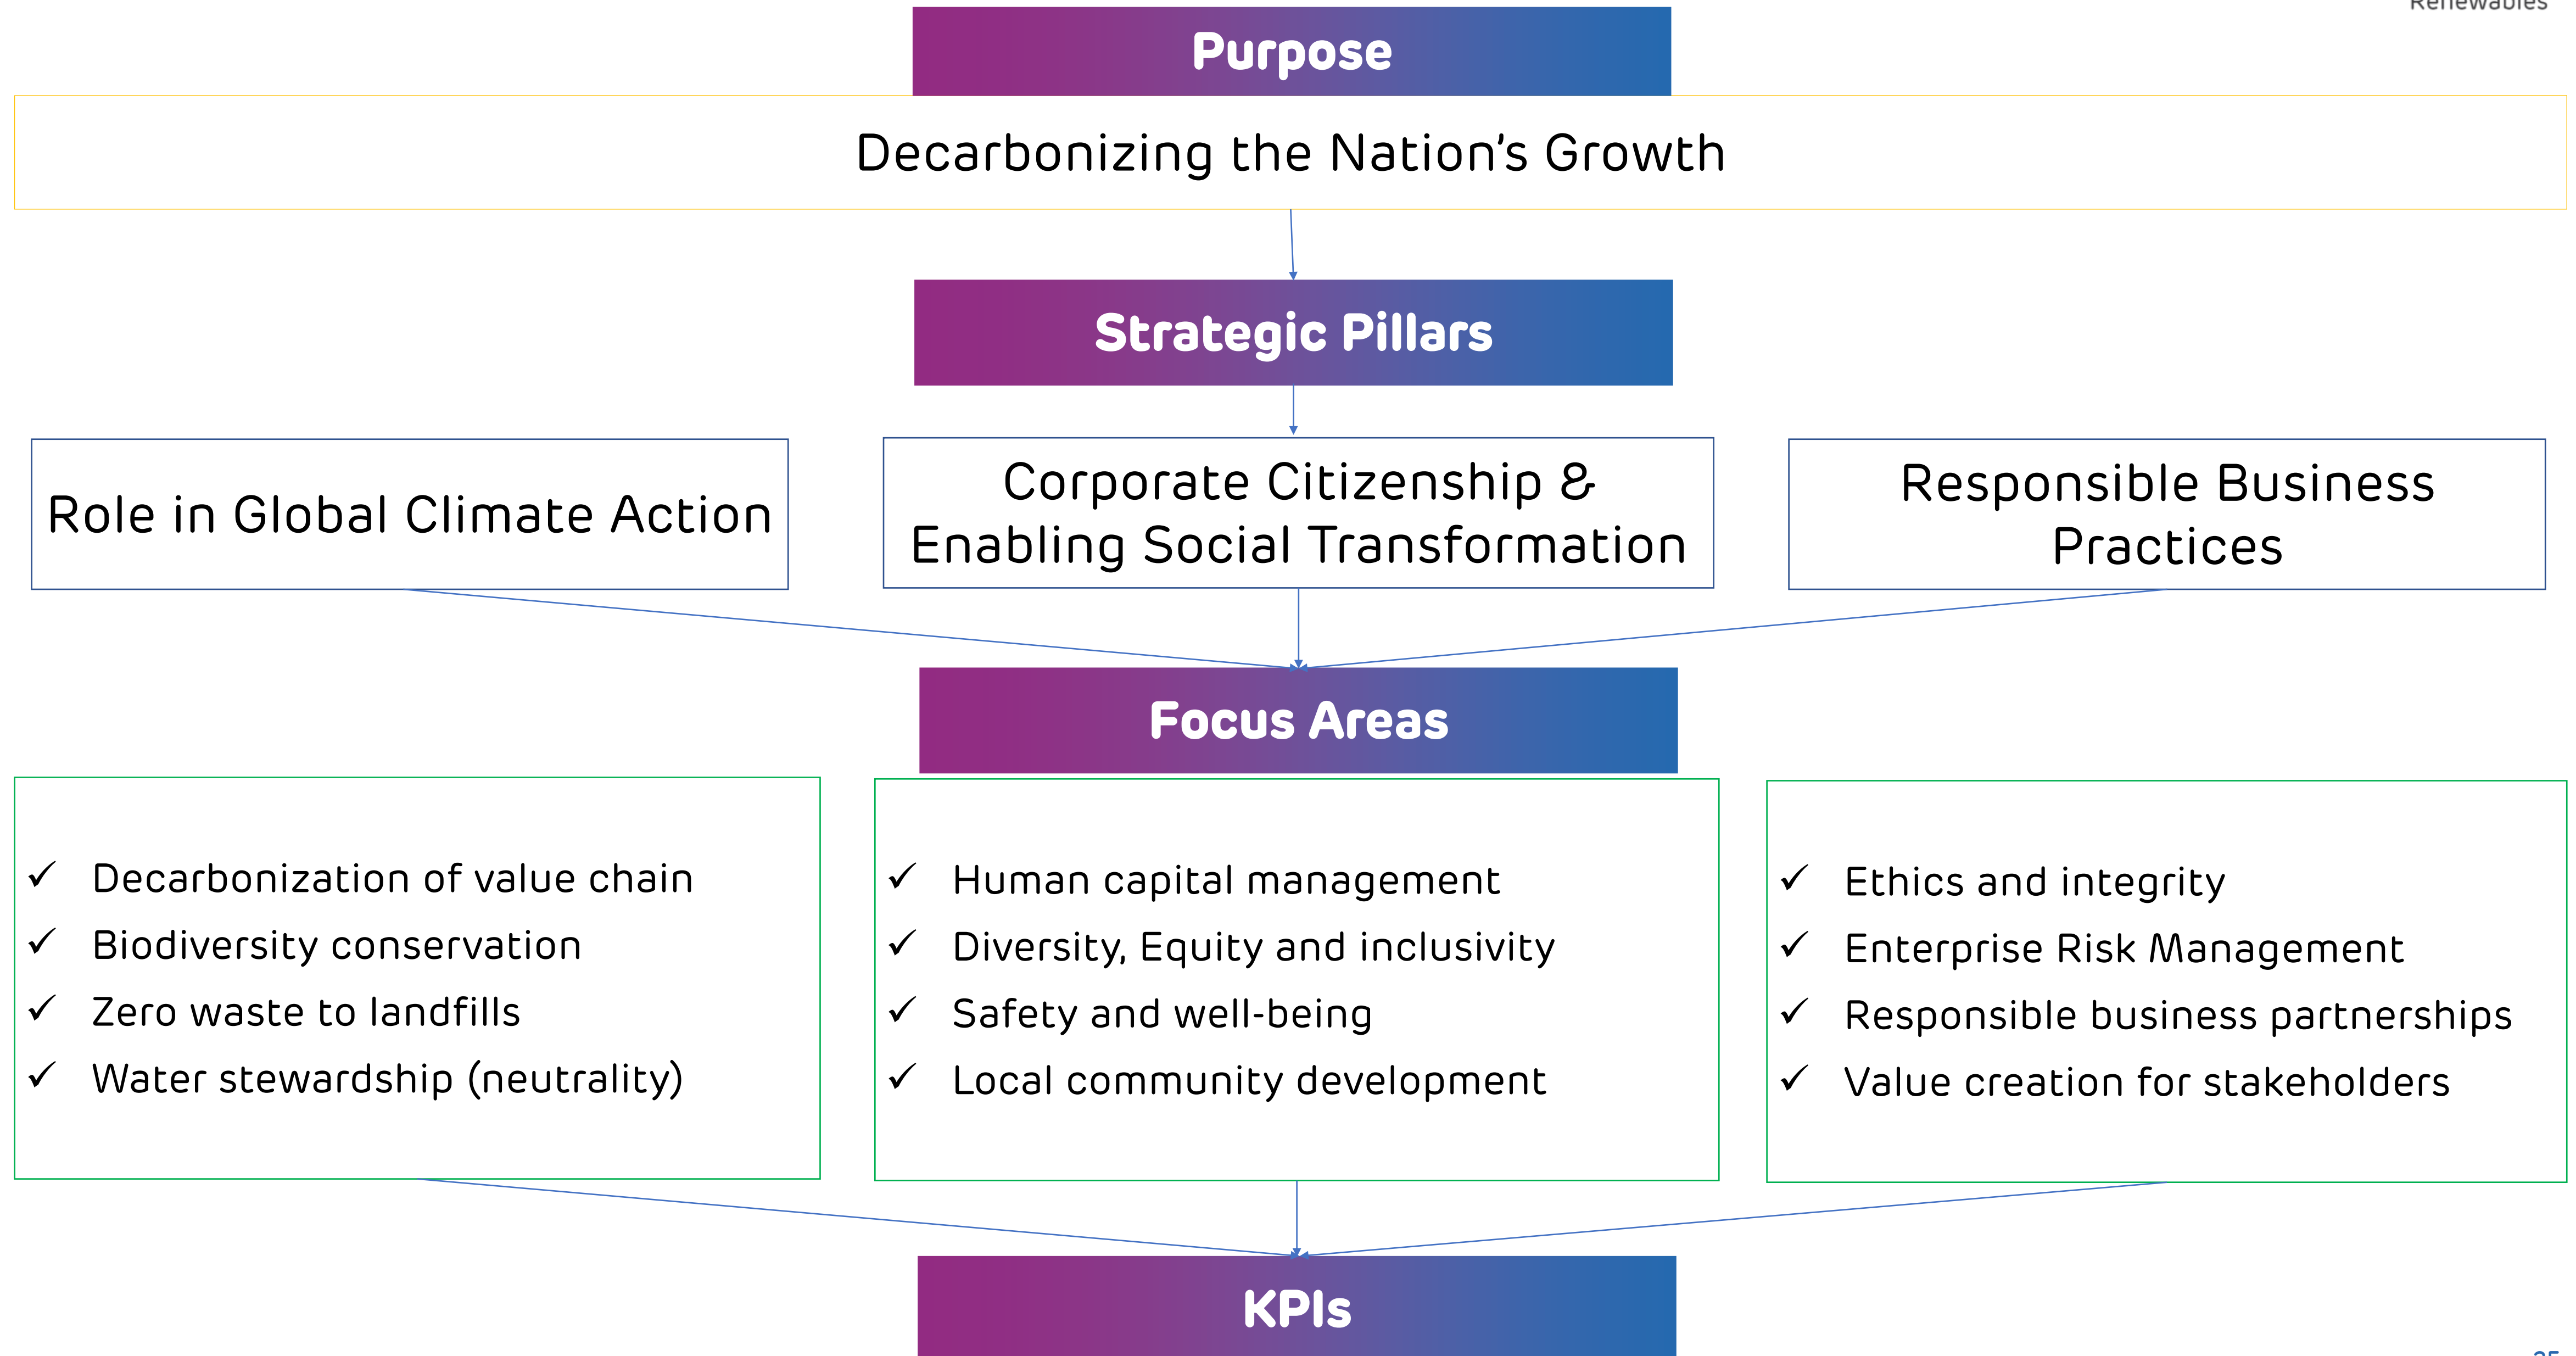 Renewables
Purpose
Decarbonizing the Nation's Growth
Strategic Pillars
Role in Global Climate Action
Corporate Citizenship &
Enabling Social Transformation
Responsible Business
Practices
Focus Areas
✓ Decarbonization of value chain
✓ Biodiversity conservation
✓ Zero waste to landfills
✓ Water stewardship (neutrality)
✓ Human capital management
✓ Diversity, Equity and inclusivity
✓ Safety and well-being
✓ Local community development
✓ Ethics and integrity
✓ Enterprise Risk Management
✓ Responsible business partnerships
✓ Value creation for stakeholders
KPIs